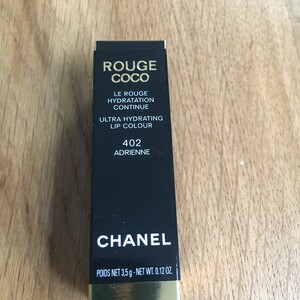 ROUGE
COCO
LE ROUGE
HYDRATATION
CONTINUE
ULTRA HYDRATING
LIP COLOUR
402
ADRIENNE
CHANEL
POIDS NET 3,5 g - NET WT. 0.12 OZ.